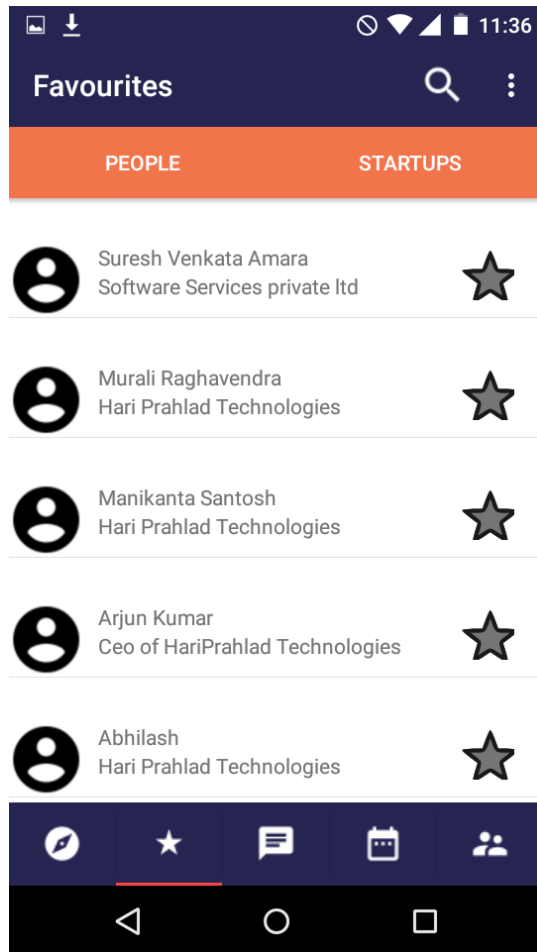 11:36
Favourites
PEOPLE STARTUPS
Suresh Venkata Amara
Software Services private ltd
Murali Raghavendra
Hari Prahlad Technologies
Manikanta Santosh
Hari Prahlad Technologies
Arjun Kumar
Ceo of HariPrahlad Technologies
Abhilash
Hari Prahlad Technologies